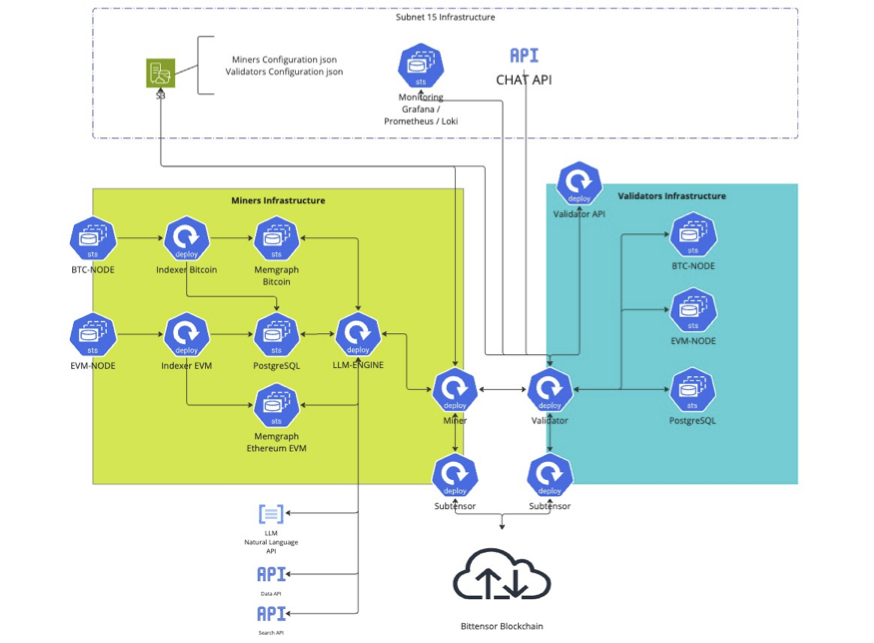 Subnet 15 Infrastructure
Miners Configuration json
Validators Configuration json
S3
sts
Monitoring
Grafana /
Prometheus / Loki
API
CHAT API
Miners Infrastructure
sts
BTC-NODE
deploy
Indexer Bitcoin
sts
Memgraph
Bitcoin
sts
EVM-NODE
deploy
Indexer EVM
sts
PostgreSQL
deploy
LLM-ENGINE
sts
Memgraph
Ethereum EVM
deploy
Miner
deploy
Subtensor
deploy
Validator API
Validators Infrastructure
sts
BTC-NODE
sts
EVM-NODE
deploy
Validator
sts
PostgreSQL
deploy
Subtensor
LLM
Natural Language
API
API
Data API
API
Search API
Bittensor Blockchain